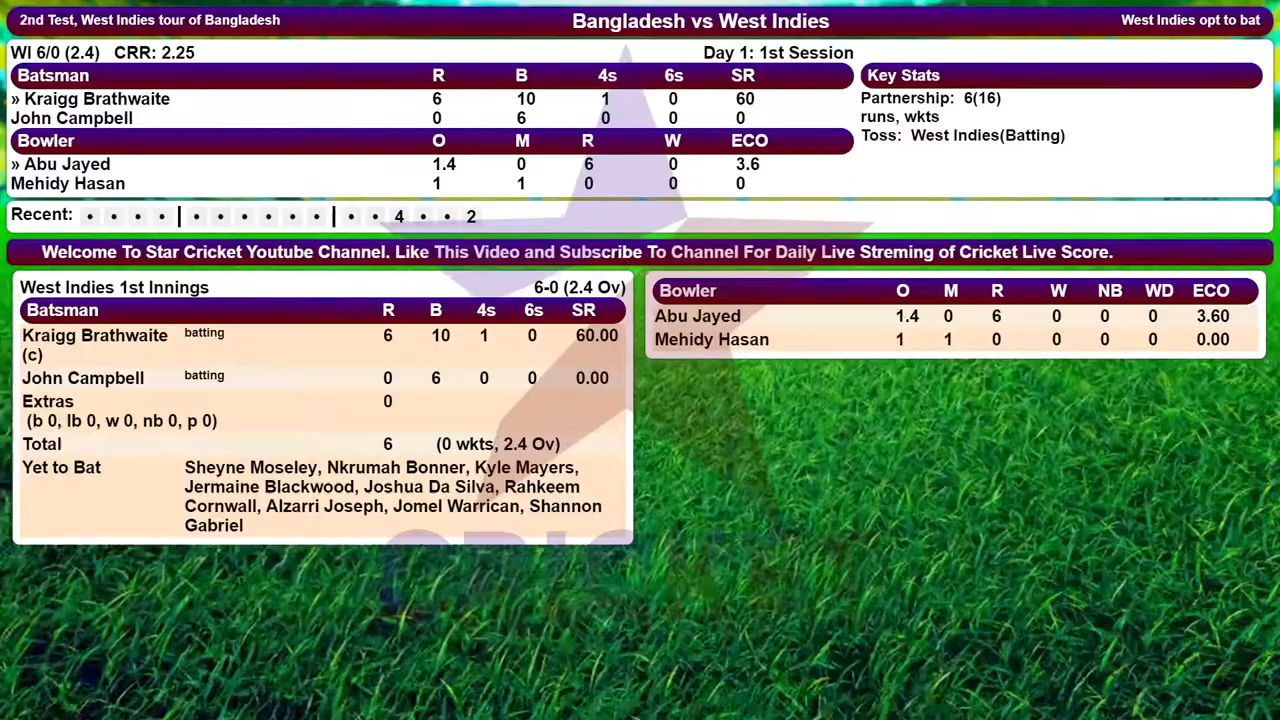 2nd Test, West Indies tour of Bangladesh Bangladesh vs West Indies West Indies opt to bat
WI 6/0 (2.4) CRR: 2.25 Day 1: 1st Session
Batsman R B 4s 6s SR
» Kraigg Brathwaite 6 10 1 0 60
John Campbell 0 6 0 0 0
Bowler O M R W ECO
» Abu Jayed 1.4 0 6 0 3.6
Mehidy Hasan 1 1 0 0 0
Key Stats
Partnership: 6(16)
runs, wkts
Toss: West Indies(Batting)
Recent: • • • • | • • • • • • | • • 4 • • 2
Welcome To Star Cricket Youtube Channel. Like This Video and Subscribe To Channel For Daily Live Streming of Cricket Live Score.
West Indies 1st Innings 6-0 (2.4 Ov)
Batsman R B 4s 6s SR
Kraigg Brathwaite batting 6 10 1 0 60.00
(c)
John Campbell batting 0 6 0 0 0.00
Extras 0
(b 0, lb 0, w 0, nb 0, p 0)
Total 6 (0 wkts, 2.4 Ov)
Yet to Bat Sheyne Moseley, Nkrumah Bonner, Kyle Mayers,
Jermaine Blackwood, Joshua Da Silva, Rahkeem
Cornwall, Alzarri Joseph, Jomel Warrican, Shannon
Gabriel
Bowler O M R W NB WD ECO
Abu Jayed 1.4 0 6 0 0 0 3.60
Mehidy Hasan 1 1 0 0 0 0 0.00
CRICKET